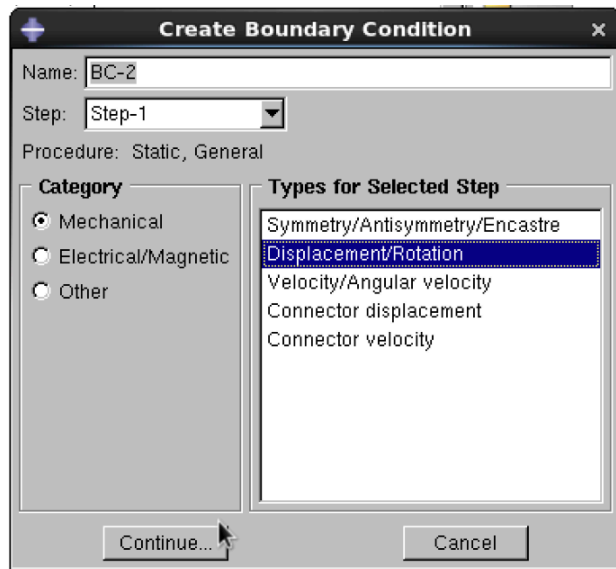 Create Boundary Condition
Name: BC-2
Step: Step-1
Procedure: Static, General
Category
Mechanical
Electrical/Magnetic
Other
Types for Selected Step
Symmetry/Antisymmetry/Encastre
Displacement/Rotation
Velocity/Angular velocity
Connector displacement
Connector velocity
Continue...
Cancel